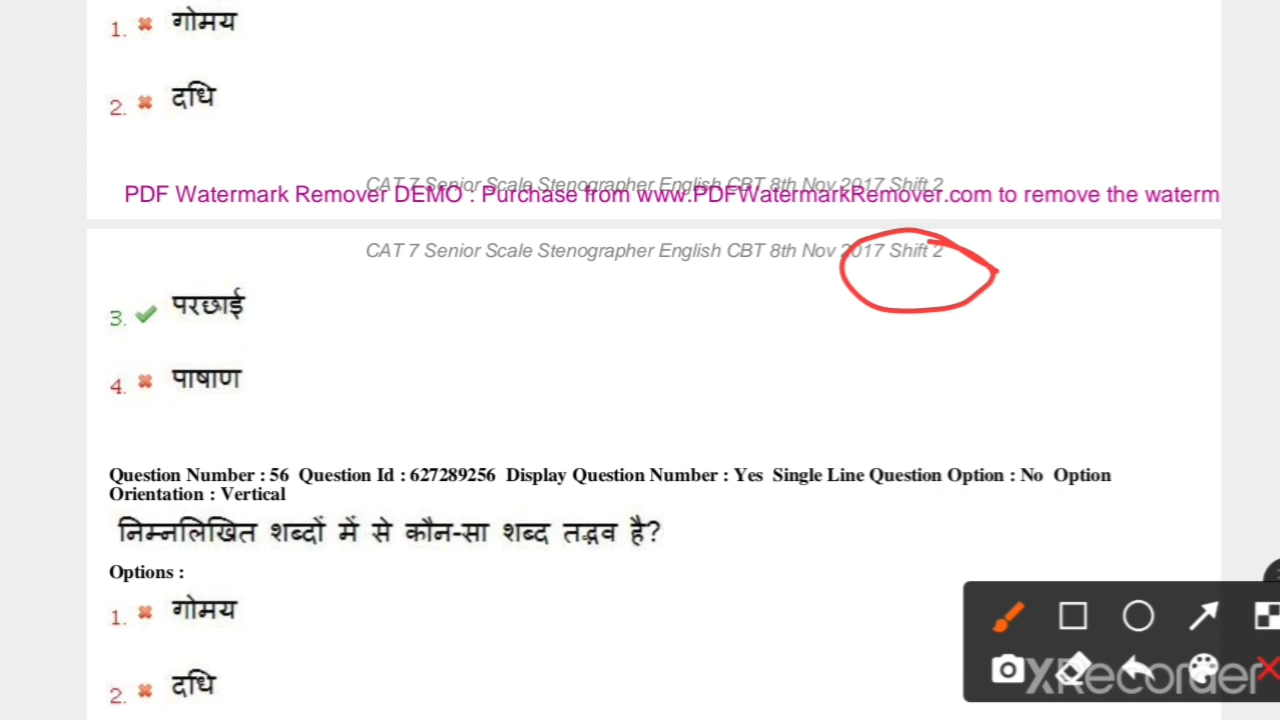 1. गोमय
2. दधि
CAT 7 Senior Scale Stenographer English CBT 8th Nov 2017 Shift 2
PDF Watermark Remover DEMO : Purchase from www.PDFWatermarkRemover.com to remove the waterm
CAT 7 Senior Scale Stenographer English CBT 8th Nov 2017 Shift 2
3. परछाई
4. पाषाण
Question Number : 56 Question Id : 627289256 Display Question Number : Yes Single Line Question Option : No Option
Orientation : Vertical
निम्नलिखित शब्दों में से कौन-सा शब्द तद्भव है?
Options :
1. गोमय
2. दधि
XRecorder